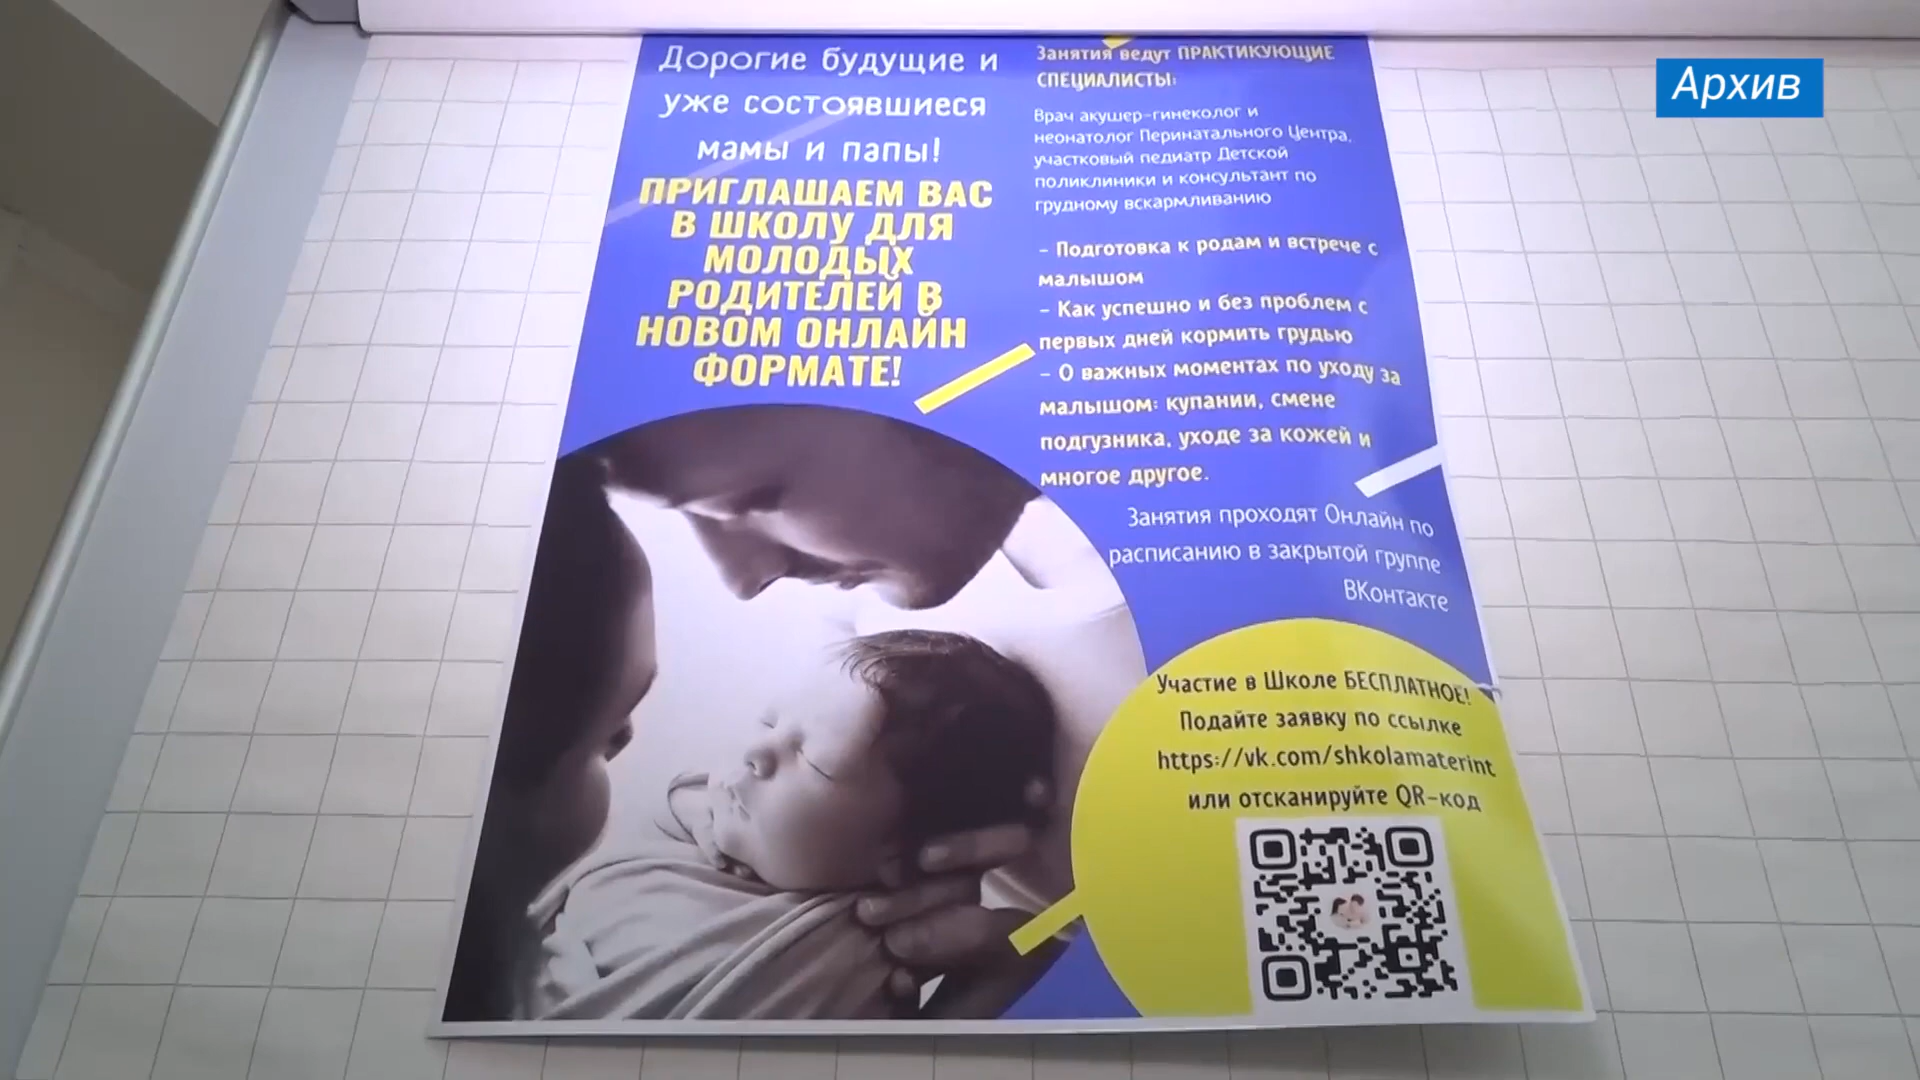 Дорогие будущие и
уже состоявшиеся
мамы и папы!
ПРИГЛАШАЕМ ВАС
В ШКОЛУ ДЛЯ
МОЛОДЫХ
РОДИТЕЛЕЙ В
НОВОМ ОНЛАЙН
ФОРМАТЕ!
Занятия ведут ПРАКТИКУЮЩИЕ
СПЕЦИАЛИСТЫ:
Врач акушер-гинеколог и
неонатолог Перинатального Центра,
участковый педиатр Детской
поликлиники и консультант по
грудному вскармливанию
- Подготовка к родам и встрече с
малышом
- Как успешно и без проблем с
первых дней кормить грудью
- О важных моментах по уходу за
малышом: купании, смене
подгузника, уходе за кожей и
многое другое.
Занятия проходят Онлайн по
расписанию в закрытой группе
ВКонтакте
Участие в Школе БЕСПЛАТНОЕ!
Подайте заявку по ссылке
https://vk.com/shkolamaterint
или отсканируйте QR-код
Архив